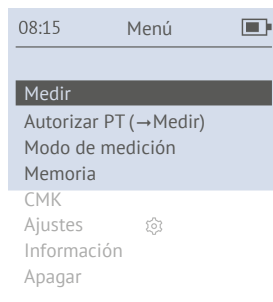 08:15 Menú
Medir
Autorizar PT (→Medir)
Modo de medición
Memoria
CMK
Ajustes
Información
Apagar